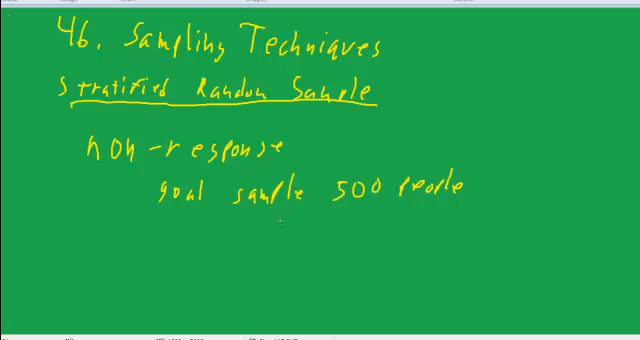 46. Sampling Techniques
Stratified Random Sample
non-response
goal sample 500 people